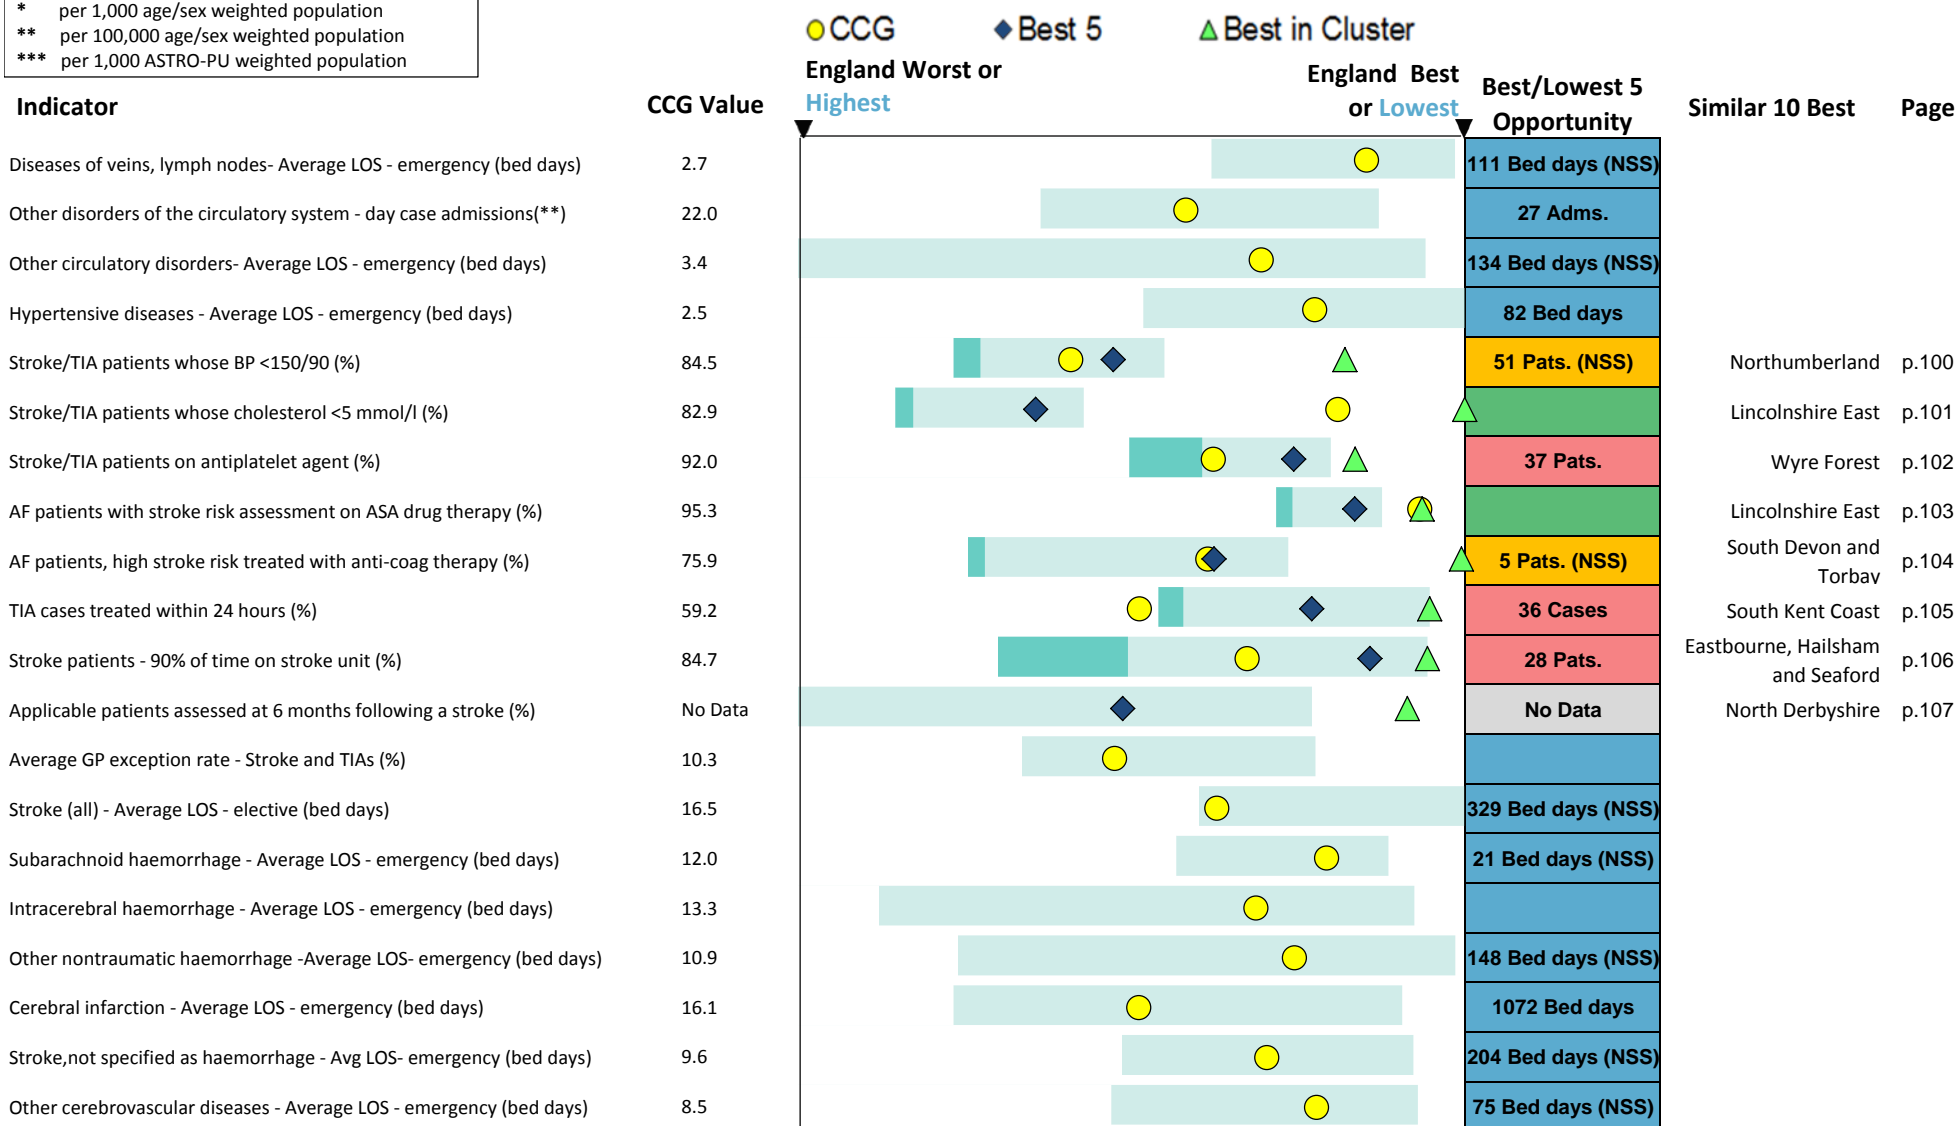 * per 1,000 age/sex weighted population
** per 100,000 age/sex weighted population
*** per 1,000 ASTRO-PU weighted population
CCG Best 5 Best in Cluster
England Worst or
Highest
England Best
or Lowest
Best/Lowest 5
Opportunity
Indicator CCG Value Similar 10 Best Page
Diseases of veins, lymph nodes- Average LOS - emergency (bed days) 2.7 111 Bed days (NSS)
Other disorders of the circulatory system - day case admissions(**) 22.0 27 Adms.
Other circulatory disorders- Average LOS - emergency (bed days) 3.4 134 Bed days (NSS)
Hypertensive diseases - Average LOS - emergency (bed days) 2.5 82 Bed days
Stroke/TIA patients whose BP <150/90 (%) 84.5 51 Pats. (NSS) Northumberland p.100
Stroke/TIA patients whose cholesterol <5 mmol/l (%) 82.9 Lincolnshire East p.101
Stroke/TIA patients on antiplatelet agent (%) 92.0 37 Pats. Wyre Forest p.102
AF patients with stroke risk assessment on ASA drug therapy (%) 95.3 Lincolnshire East p.103
AF patients, high stroke risk treated with anti-coag therapy (%) 75.9 5 Pats. (NSS) South Devon and
Torbay p.104
TIA cases treated within 24 hours (%) 59.2 36 Cases South Kent Coast p.105
Stroke patients - 90% of time on stroke unit (%) 84.7 28 Pats. Eastbourne, Hailsham
and Seaford p.106
Applicable patients assessed at 6 months following a stroke (%) No Data No Data North Derbyshire p.107
Average GP exception rate - Stroke and TIAs (%) 10.3
Stroke (all) - Average LOS - elective (bed days) 16.5 329 Bed days (NSS)
Subarachnoid haemorrhage - Average LOS - emergency (bed days) 12.0 21 Bed days (NSS)
Intracerebral haemorrhage - Average LOS - emergency (bed days) 13.3
Other nontraumatic haemorrhage -Average LOS- emergency (bed days) 10.9 148 Bed days (NSS)
Cerebral infarction - Average LOS - emergency (bed days) 16.1 1072 Bed days
Stroke,not specified as haemorrhage - Avg LOS- emergency (bed days) 9.6 204 Bed days (NSS)
Other cerebrovascular diseases - Average LOS - emergency (bed days) 8.5 75 Bed days (NSS)